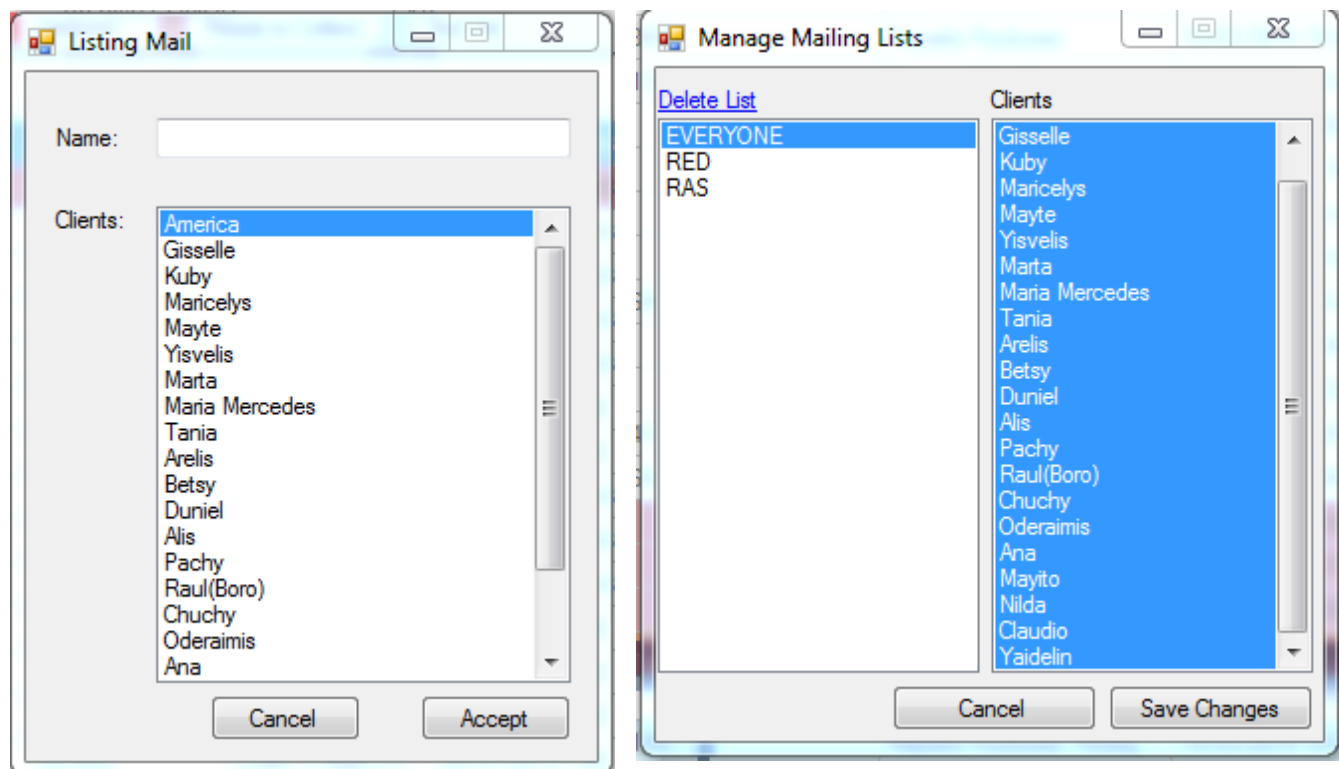 Listing Mail
Name:
Clients:
America
Gisselle
Kuby
Maricelys
Mayte
Yisvelis
Marta
Maria Mercedes
Tania
Arelis
Betsy
Duniel
Alis
Pachy
Raul(Boro)
Chuchy
Oderaimis
Ana
Cancel
Accept
Manage Mailing Lists
Delete List
EVERYONE
RED
RAS
Clients
Gisselle
Kuby
Maricelys
Mayte
Yisvelis
Marta
Maria Mercedes
Tania
Arelis
Betsy
Duniel
Alis
Pachy
Raul(Boro)
Chuchy
Oderaimis
Ana
Mayito
Nilda
Claudio
Yaidelin
Cancel
Save Changes